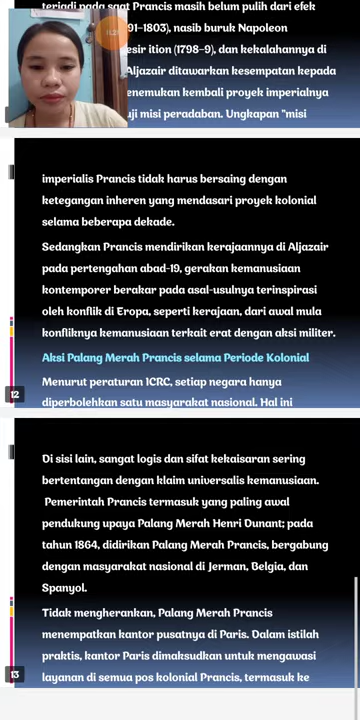 terjadi pada saat Prancis masih belum pulih dari efek
91–1803), nasib buruk Napoleon
esir ition (1798–9), dan kekalahannya di
Aljazair ditawarkan kesempatan kepada
enemukan kembali proyek imperialnya
uji misi peradaban. Ungkapan "misi
imperialis Prancis tidak harus bersaing dengan
ketegangan inheren yang mendasari proyek kolonial
selama beberapa dekade.
Sedangkan Prancis mendirikan kerajaannya di Aljazair
pada pertengahan abad-19, gerakan kemanusiaan
kontemporer berakar pada asal-usulnya terinspirasi
oleh konflik di Eropa, seperti kerajaan, dari awal mula
konfliknya kemanusiaan terkait erat dengan aksi militer.
Aksi Palang Merah Prancis selama Periode Kolonial
Menurut peraturan ICRC, setiap negara hanya
diperbolehkan satu masyarakat nasional. Hal ini
12
Di sisi lain, sangat logis dan sifat kekaisaran sering
bertentangan dengan klaim universalis kemanusiaan.
Pemerintah Prancis termasuk yang paling awal
pendukung upaya Palang Merah Henri Dunant; pada
tahun 1864, didirikan Palang Merah Prancis, bergabung
dengan masyarakat nasional di Jerman, Belgia, dan
Spanyol.
Tidak mengherankan, Palang Merah Prancis
menempatkan kantor pusatnya di Paris. Dalam istilah
praktis, kantor Paris dimaksudkan untuk mengawasi
layanan di semua pos kolonial Prancis, termasuk ke
13